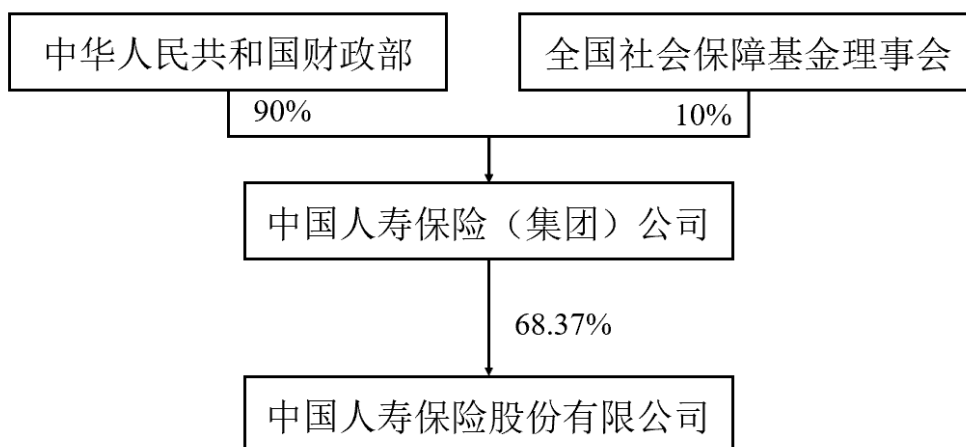 中华人民共和国财政部
全国社会保障基金理事会
90%
10%
中国人寿保险（集团）公司
68.37%
中国人寿保险股份有限公司